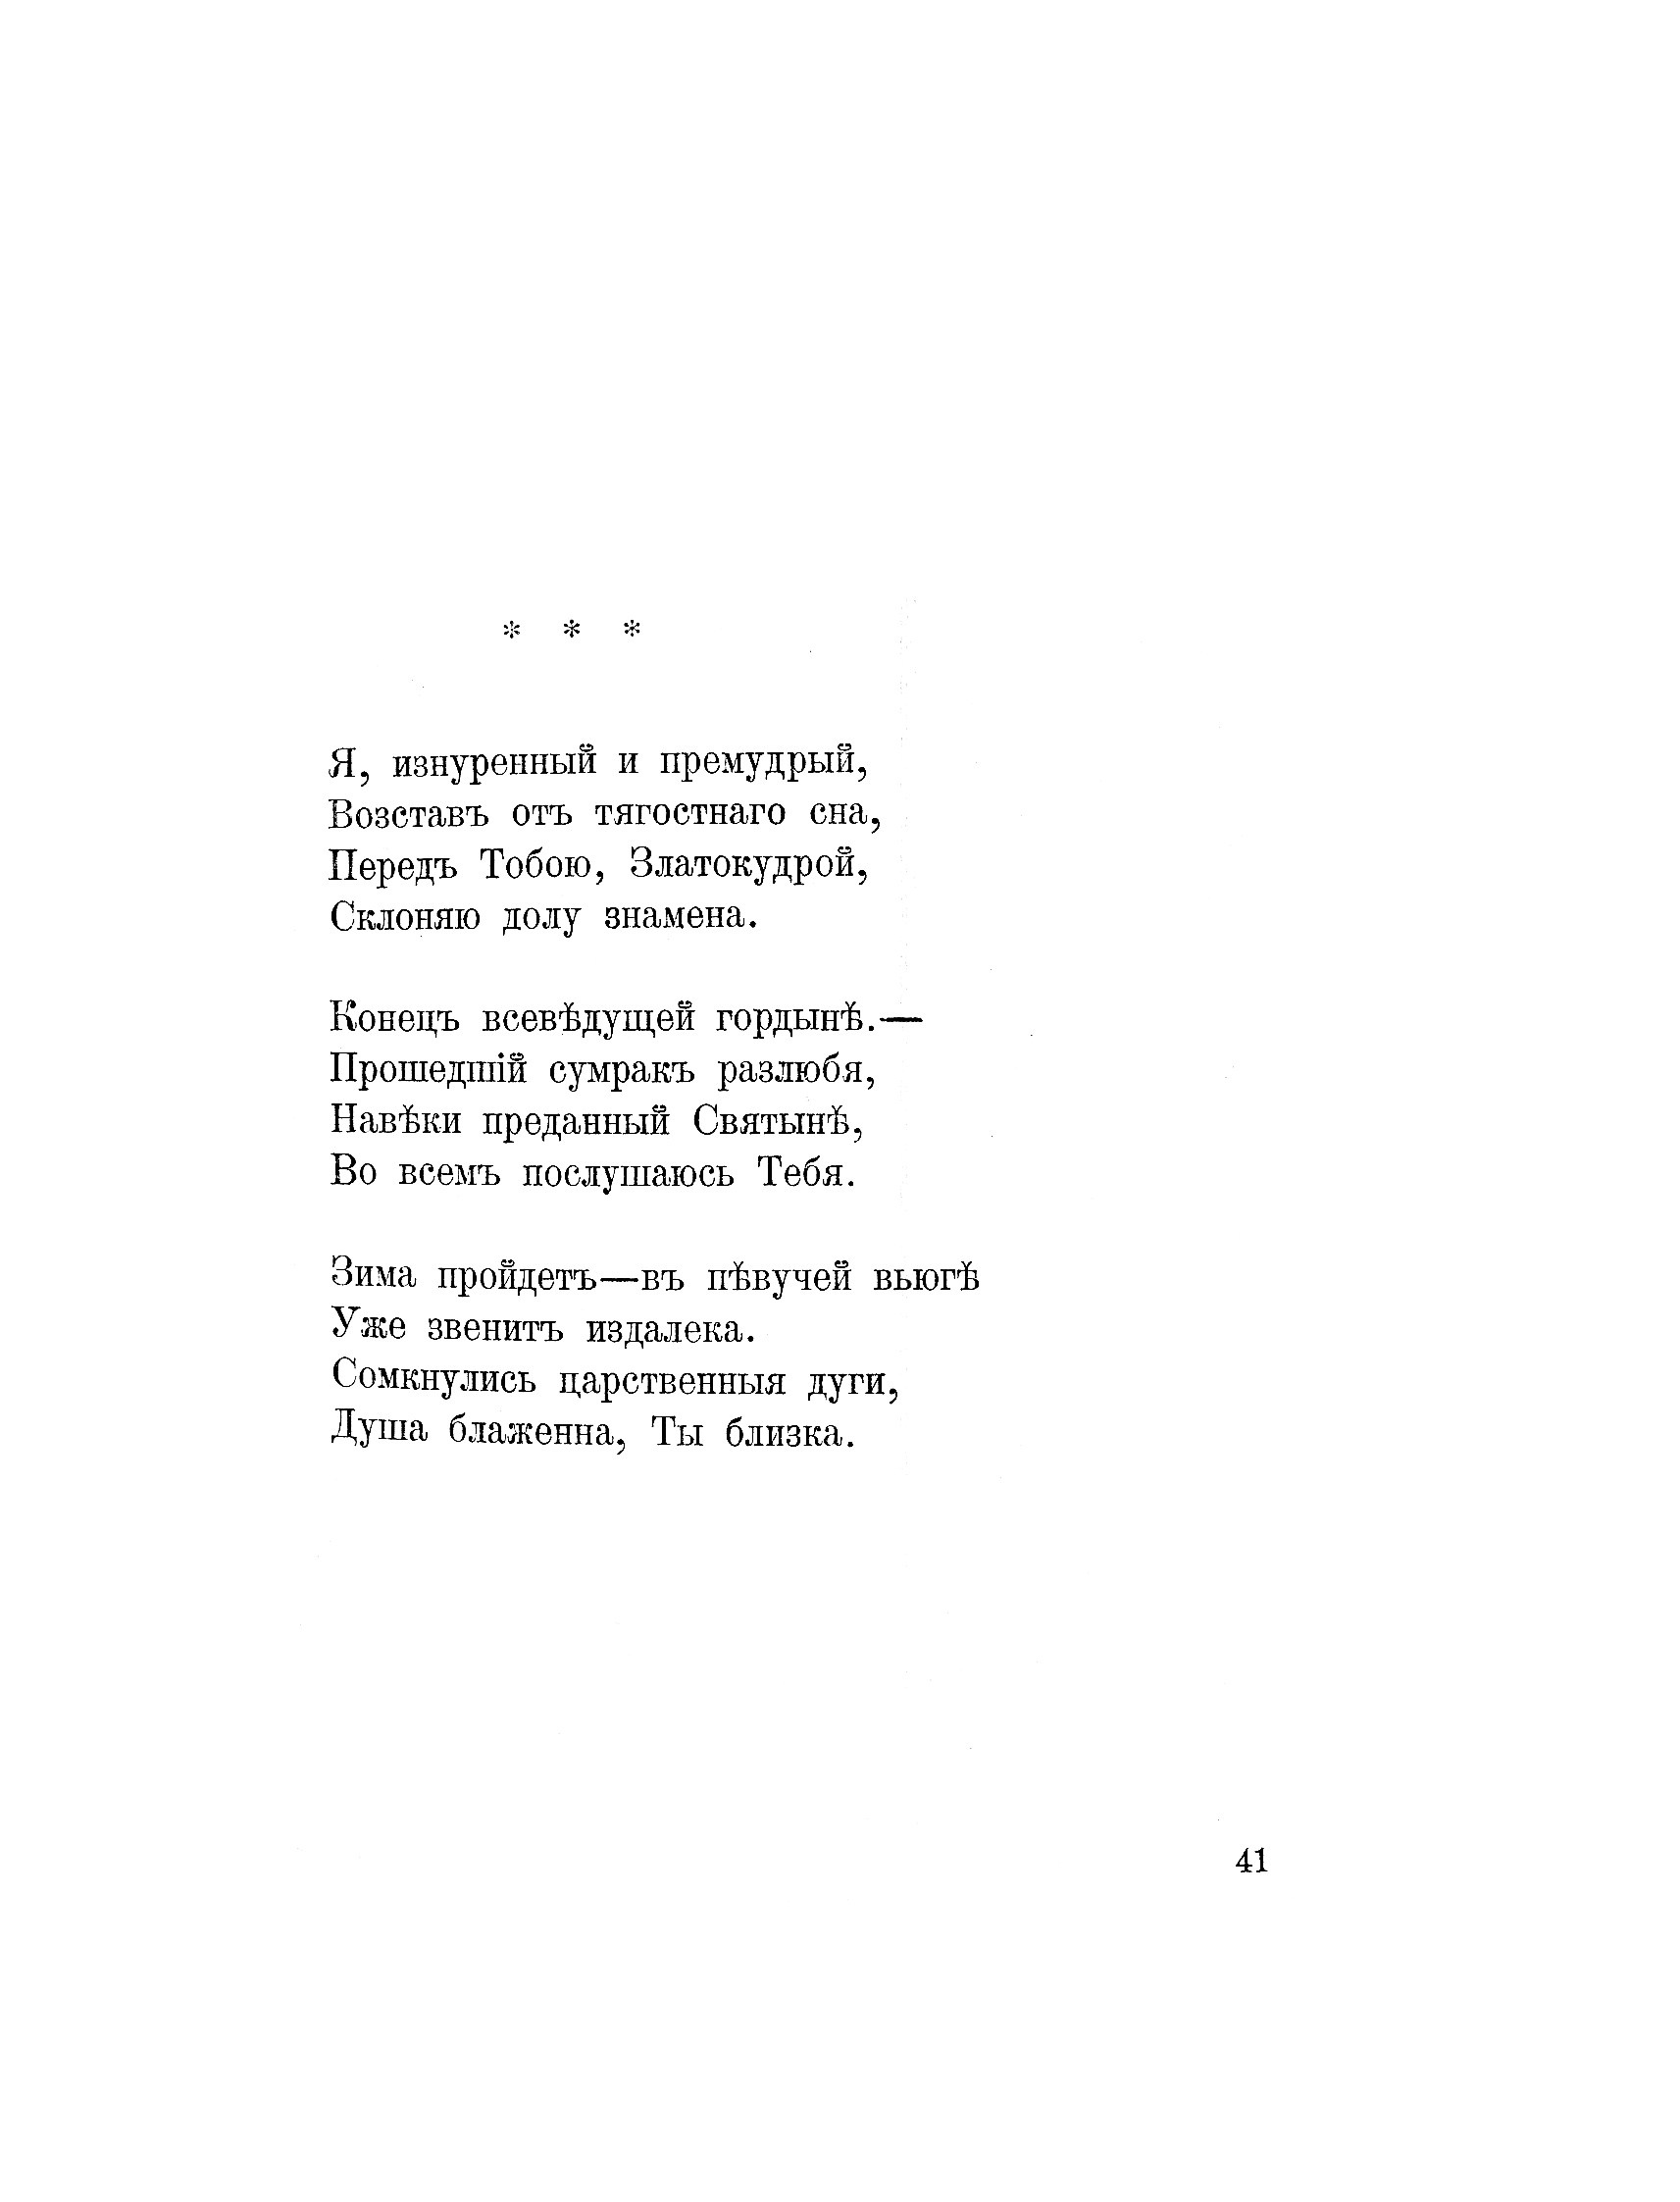 * * *
Я, изнуренный и премудрый,
Возставъ отъ тягостнаго сна,
Передъ Тобою, Златокудрой,
Склоняю долу знамена.
Конецъ всевѣдущей гордынѣ.—
Прошедшій сумракъ разлюбя,
Навѣки преданный Святынѣ,
Во всемъ послушаюсь Тебя.
Зима пройдетъ—въ пѣвучей вьюгѣ
Уже звенитъ издалека.
Сомкнулись царственныя дуги,
Душа блаженна, Ты близка.
41